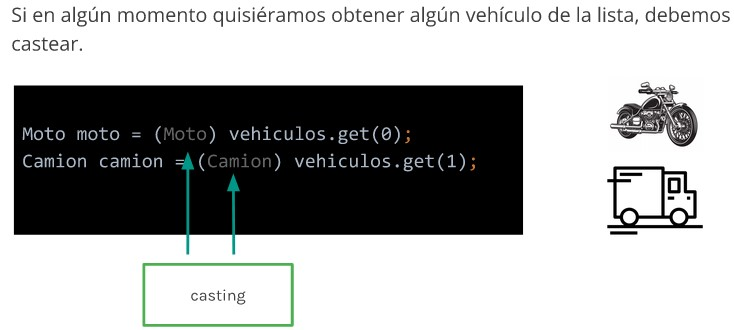 Si en algún momento quisiéramos obtener algún vehículo de la lista, debemos
castear.
Moto moto = (Moto) vehiculos.get(0);
Camion camion = (Camion) vehiculos.get(1);
casting